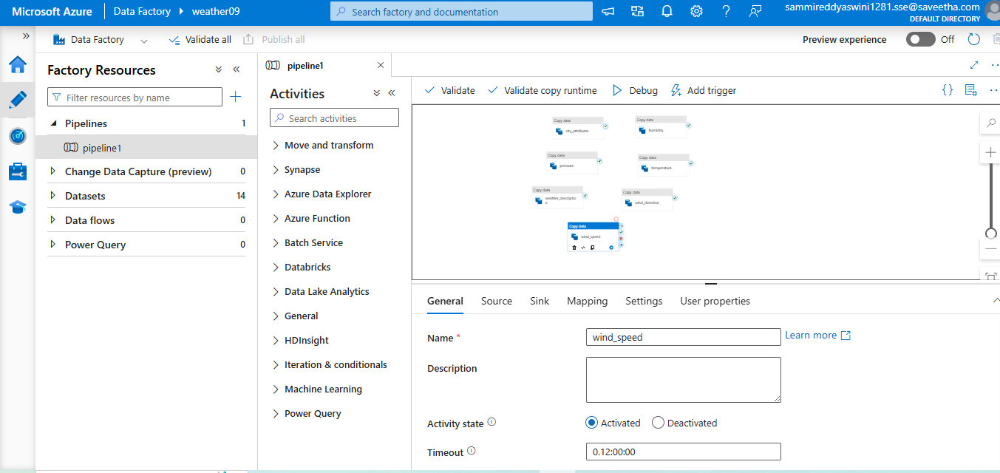 Microsoft Azure
Data Factory
weather09
Search factory and documentation
sammireddyaswini1281.sse@saveetha.com
DEFAULT DIRECTORY
Data Factory
Validate all
Publish all
Preview experience
Off
Factory Resources
Filter resources by name
Pipelines 1
pipeline1
Change Data Capture (preview) 0
Datasets 14
Data flows 0
Power Query 0
pipeline1
Activities
Search activities
Move and transform
Synapse
Azure Data Explorer
Azure Function
Batch Service
Databricks
Data Lake Analytics
General
HDInsight
Iteration & conditionals
Machine Learning
Power Query
Validate
Validate copy runtime
Debug
Add trigger
Copy data
city_attributes
Copy data
humidity
Copy data
pressure
Copy data
temperature
Copy data
weather_descriptio
n
Copy data
wind_direction
Copy data
wind_speed
General Source Sink Mapping Settings User properties
Name * wind_speed Learn more
Description
Activity state Activated Deactivated
Timeout 0.12:00:00